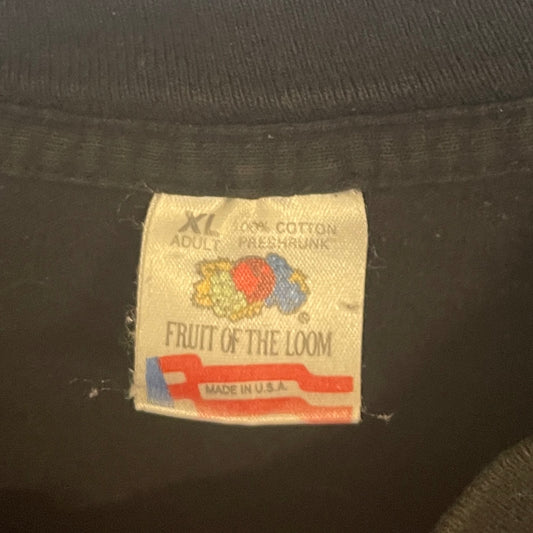 XL 100% COTTON
ADULT PRESHRUNK
®
FRUIT OF THE LOOM
MADE IN U.S.A.